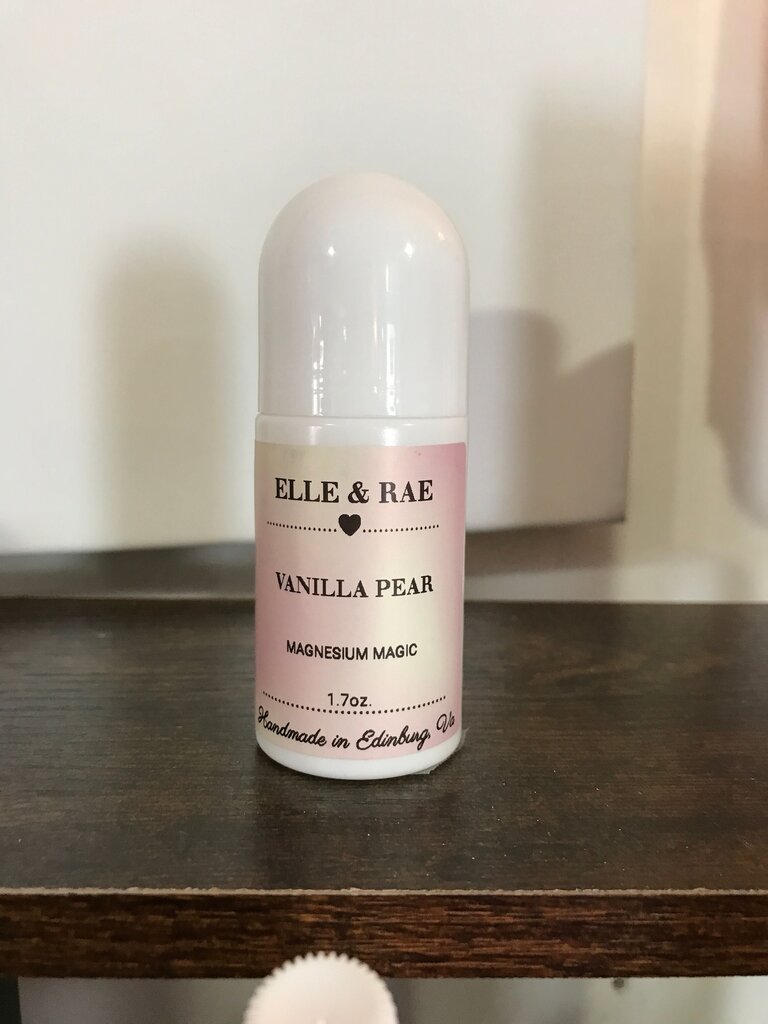 ELLE & RAE
VANILLA PEAR
MAGNESIUM MAGIC
1.7oz.
Handmade in Edinburg, Va